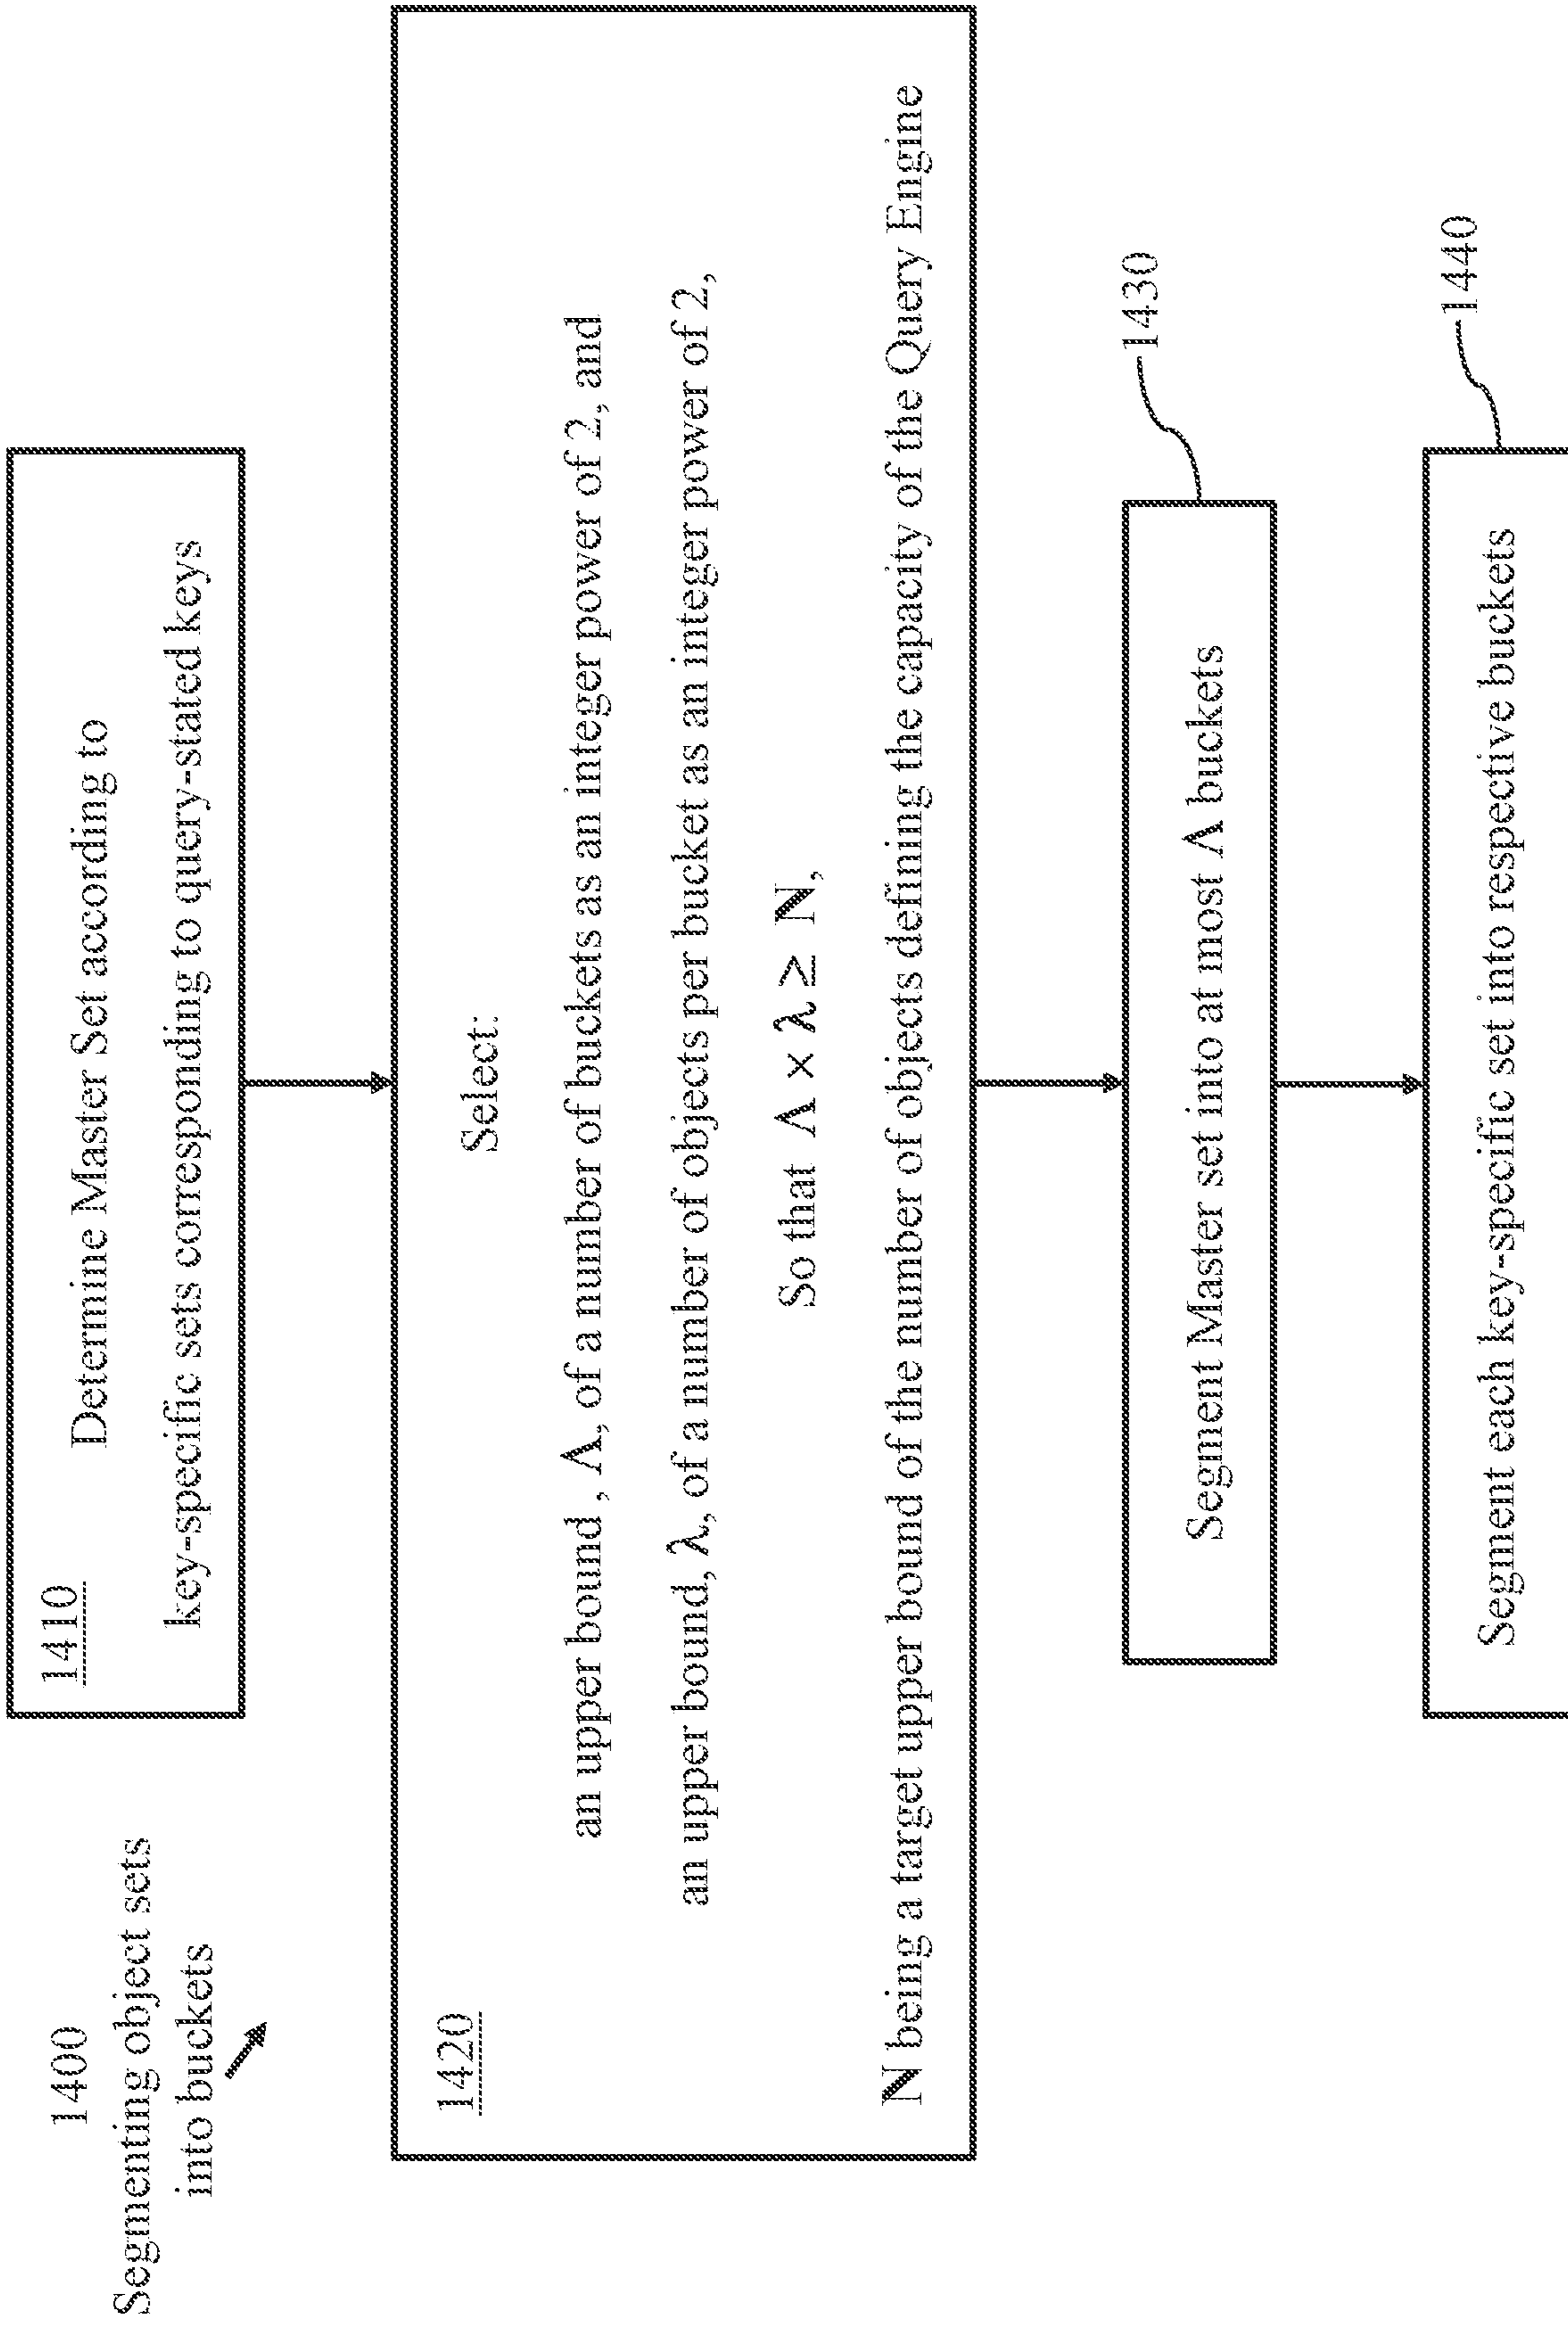 1400
Segmenting object sets
into buckets
1410
Determine Master Set according to
key-specific sets corresponding to query-stated keys
1420
Select:
an upper bound , Λ, of a number of buckets as an integer power of 2, and
an upper bound, λ, of a number of objects per bucket as an integer power of 2,
So that Λ × λ ≥ N,
N being a target upper bound of the number of objects defining the capacity of the Query Engine
1430
Segment Master set into at most Λ buckets
1440
Segment each key-specific set into respective buckets